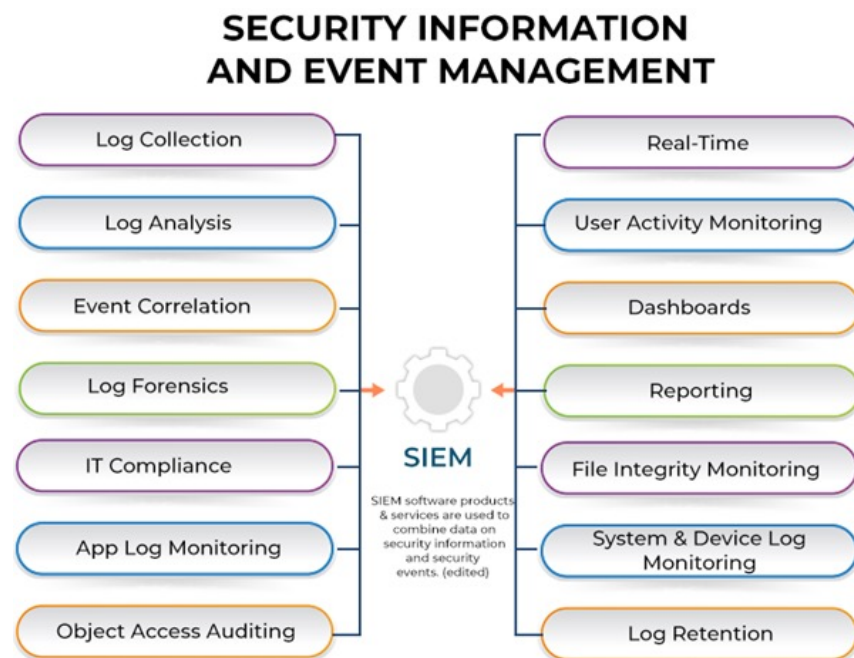 SECURITY INFORMATION
AND EVENT MANAGEMENT
Log Collection
Log Analysis
Event Correlation
Log Forensics
IT Compliance
App Log Monitoring
Object Access Auditing
SIEM
SIEM software products
& services are used to
combine data on
security information
and security
events. (edited)
Real-Time
User Activity Monitoring
Dashboards
Reporting
File Integrity Monitoring
System & Device Log
Monitoring
Log Retention